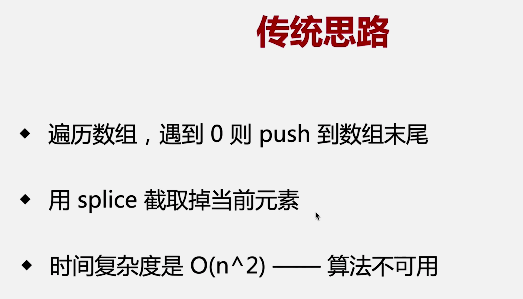 传统思路
◆ 遍历数组，遇到 0 则 push 到数组末尾
◆ 用 splice 截取掉当前元素
◆ 时间复杂度是 O(n^2) —— 算法不可用